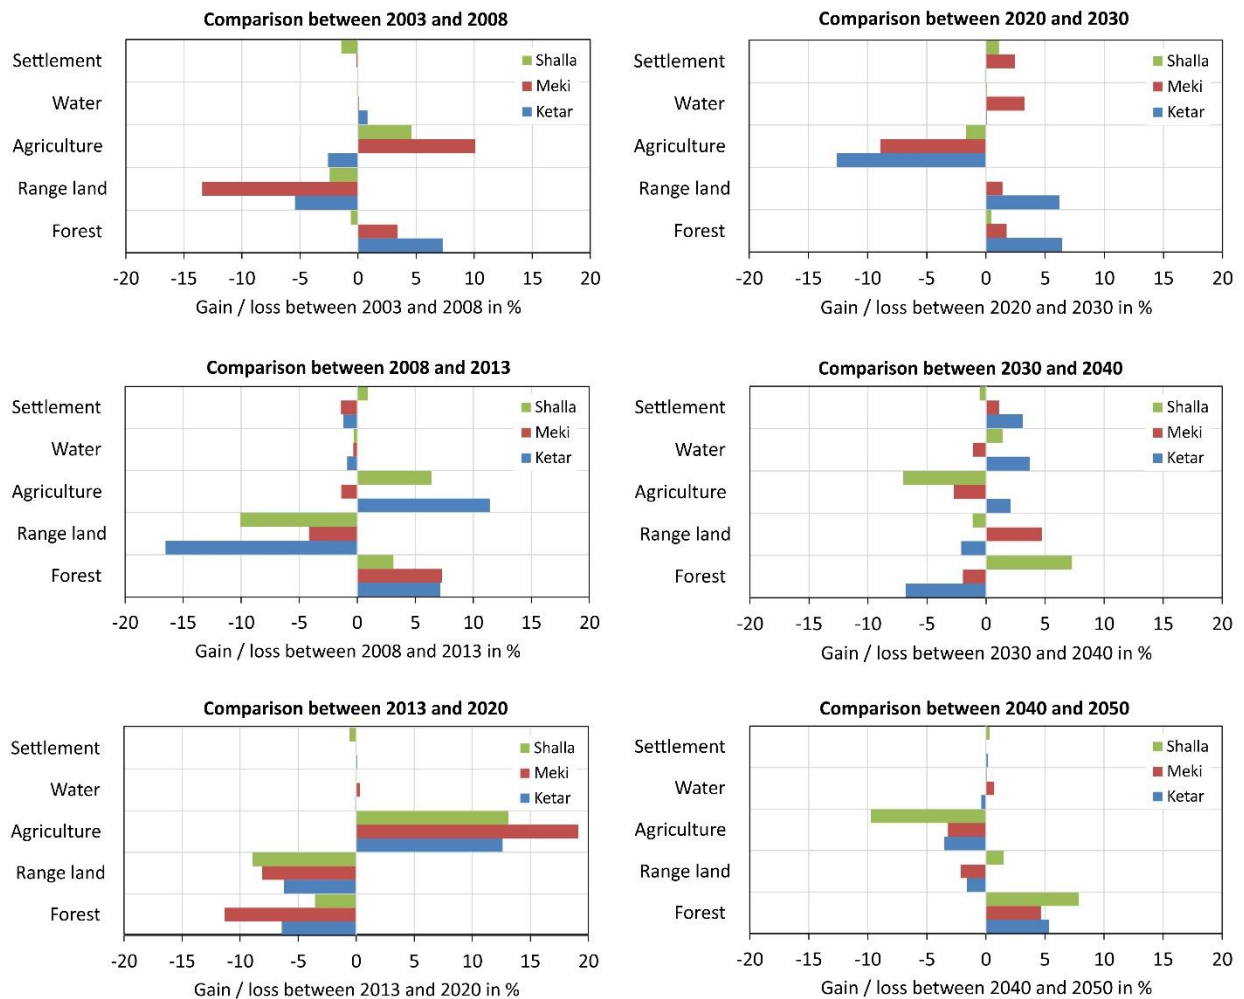 Comparison between 2003 and 2008
Settlement
Water
Agriculture
Range land
Forest
Shalla
Meki
Ketar
-20 -15 -10 -5 0 5 10 15 20
Gain / loss between 2003 and 2008 in %
Comparison between 2020 and 2030
Settlement
Water
Agriculture
Range land
Forest
Shalla
Meki
Ketar
-20 -15 -10 -5 0 5 10 15 20
Gain / loss between 2020 and 2030 in %
Comparison between 2008 and 2013
Settlement
Water
Agriculture
Range land
Forest
Shalla
Meki
Ketar
-20 -15 -10 -5 0 5 10 15 20
Gain / loss between 2008 and 2013 in %
Comparison between 2030 and 2040
Settlement
Water
Agriculture
Range land
Forest
Shalla
Meki
Ketar
-20 -15 -10 -5 0 5 10 15 20
Gain / loss between 2030 and 2040 in %
Comparison between 2013 and 2020
Settlement
Water
Agriculture
Range land
Forest
Shalla
Meki
Ketar
-20 -15 -10 -5 0 5 10 15 20
Gain / loss between 2013 and 2020 in %
Comparison between 2040 and 2050
Settlement
Water
Agriculture
Range land
Forest
Shalla
Meki
Ketar
-20 -15 -10 -5 0 5 10 15 20
Gain / loss between 2040 and 2050 in %